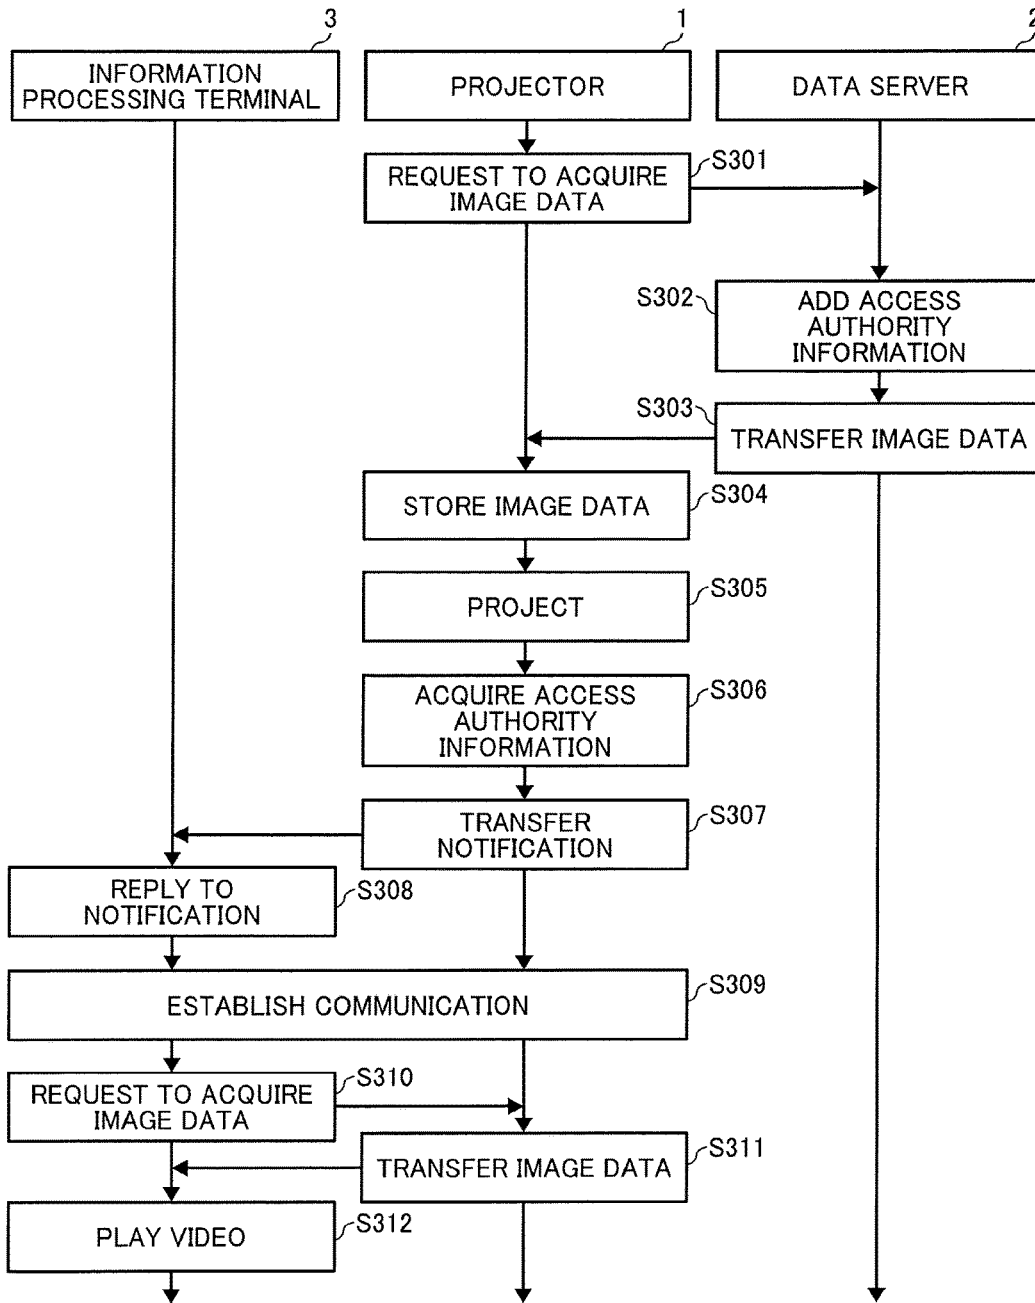 3
1
2
INFORMATION
PROCESSING TERMINAL
PROJECTOR
DATA SERVER
S301
REQUEST TO ACQUIRE
IMAGE DATA
S302
ADD ACCESS
AUTHORITY
INFORMATION
S303
TRANSFER IMAGE DATA
S304
STORE IMAGE DATA
S305
PROJECT
S306
ACQUIRE ACCESS
AUTHORITY
INFORMATION
S307
TRANSFER
NOTIFICATION
S308
REPLY TO
NOTIFICATION
S309
ESTABLISH COMMUNICATION
S310
REQUEST TO ACQUIRE
IMAGE DATA
S311
TRANSFER IMAGE DATA
S312
PLAY VIDEO